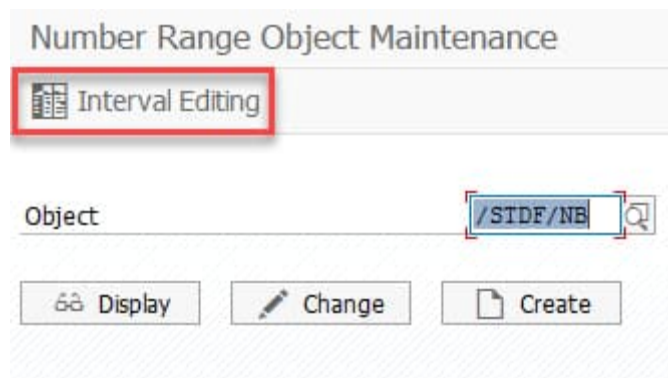 Number Range Object Maintenance
Interval Editing
Object /STDF/NB
Display Change Create